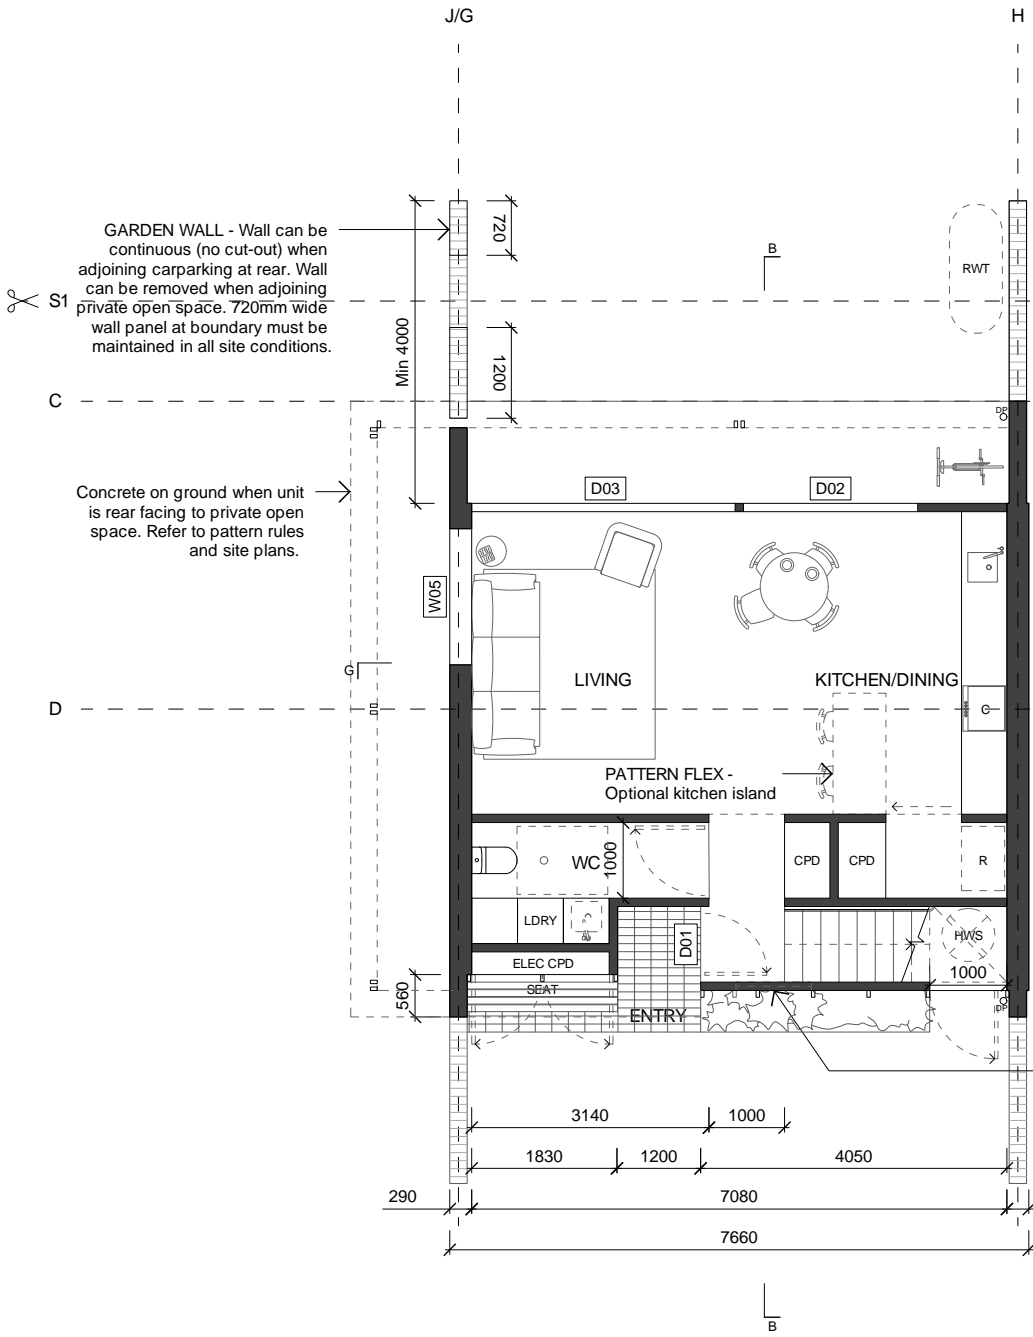 J/G
H
GARDEN WALL - Wall can be
continuous (no cut-out) when
adjoining carparking at rear. Wall
can be removed when adjoining
private open space. 720mm wide
wall panel at boundary must be
maintained in all site conditions.
720
B
RWT
S1
Min 4000
1200
C
DP
D03
D02
Concrete on ground when unit
is rear facing to private open
space. Refer to pattern rules
and site plans.
W05
G
LIVING
KITCHEN/DINING
D
C
PATTERN FLEX -
Optional kitchen island
WC
1000
CPD
CPD
R
LDRY
D01
HWS
ELEC CPD
1000
SEAT
560
ENTRY
DP
3140
1000
1830
1200
4050
290
7080
7660
B